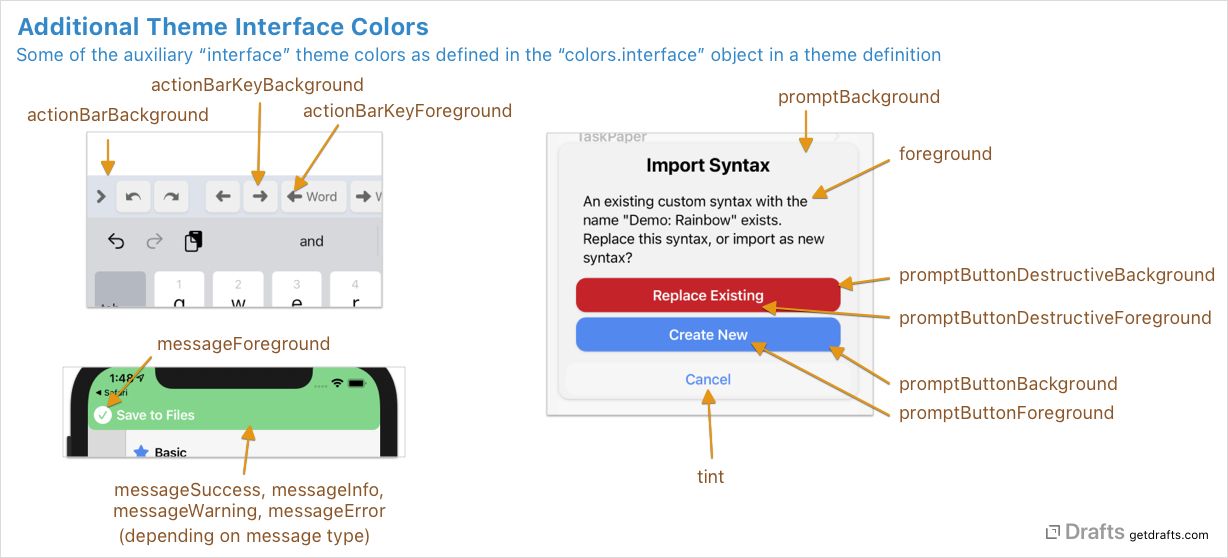 Additional Theme Interface Colors
Some of the auxiliary “interface” theme colors as defined in the “colors.interface” object in a theme definition
actionBarKeyBackground
actionBarBackground
actionBarKeyForeground
Word
W
and
1
2
3
4
tab
q
w
e
r
messageForeground
1:48
Safari
Save to Files
Basic
messageSuccess, messageInfo,
messageWarning, messageError
(depending on message type)
promptBackground
TaskPaper
Import Syntax
foreground
An existing custom syntax with the
name "Demo: Rainbow" exists.
Replace this syntax, or import as new
syntax?
promptButtonDestructiveBackground
Replace Existing
promptButtonDestructiveForeground
Create New
promptButtonBackground
Cancel
promptButtonForeground
tint
Drafts getdrafts.com